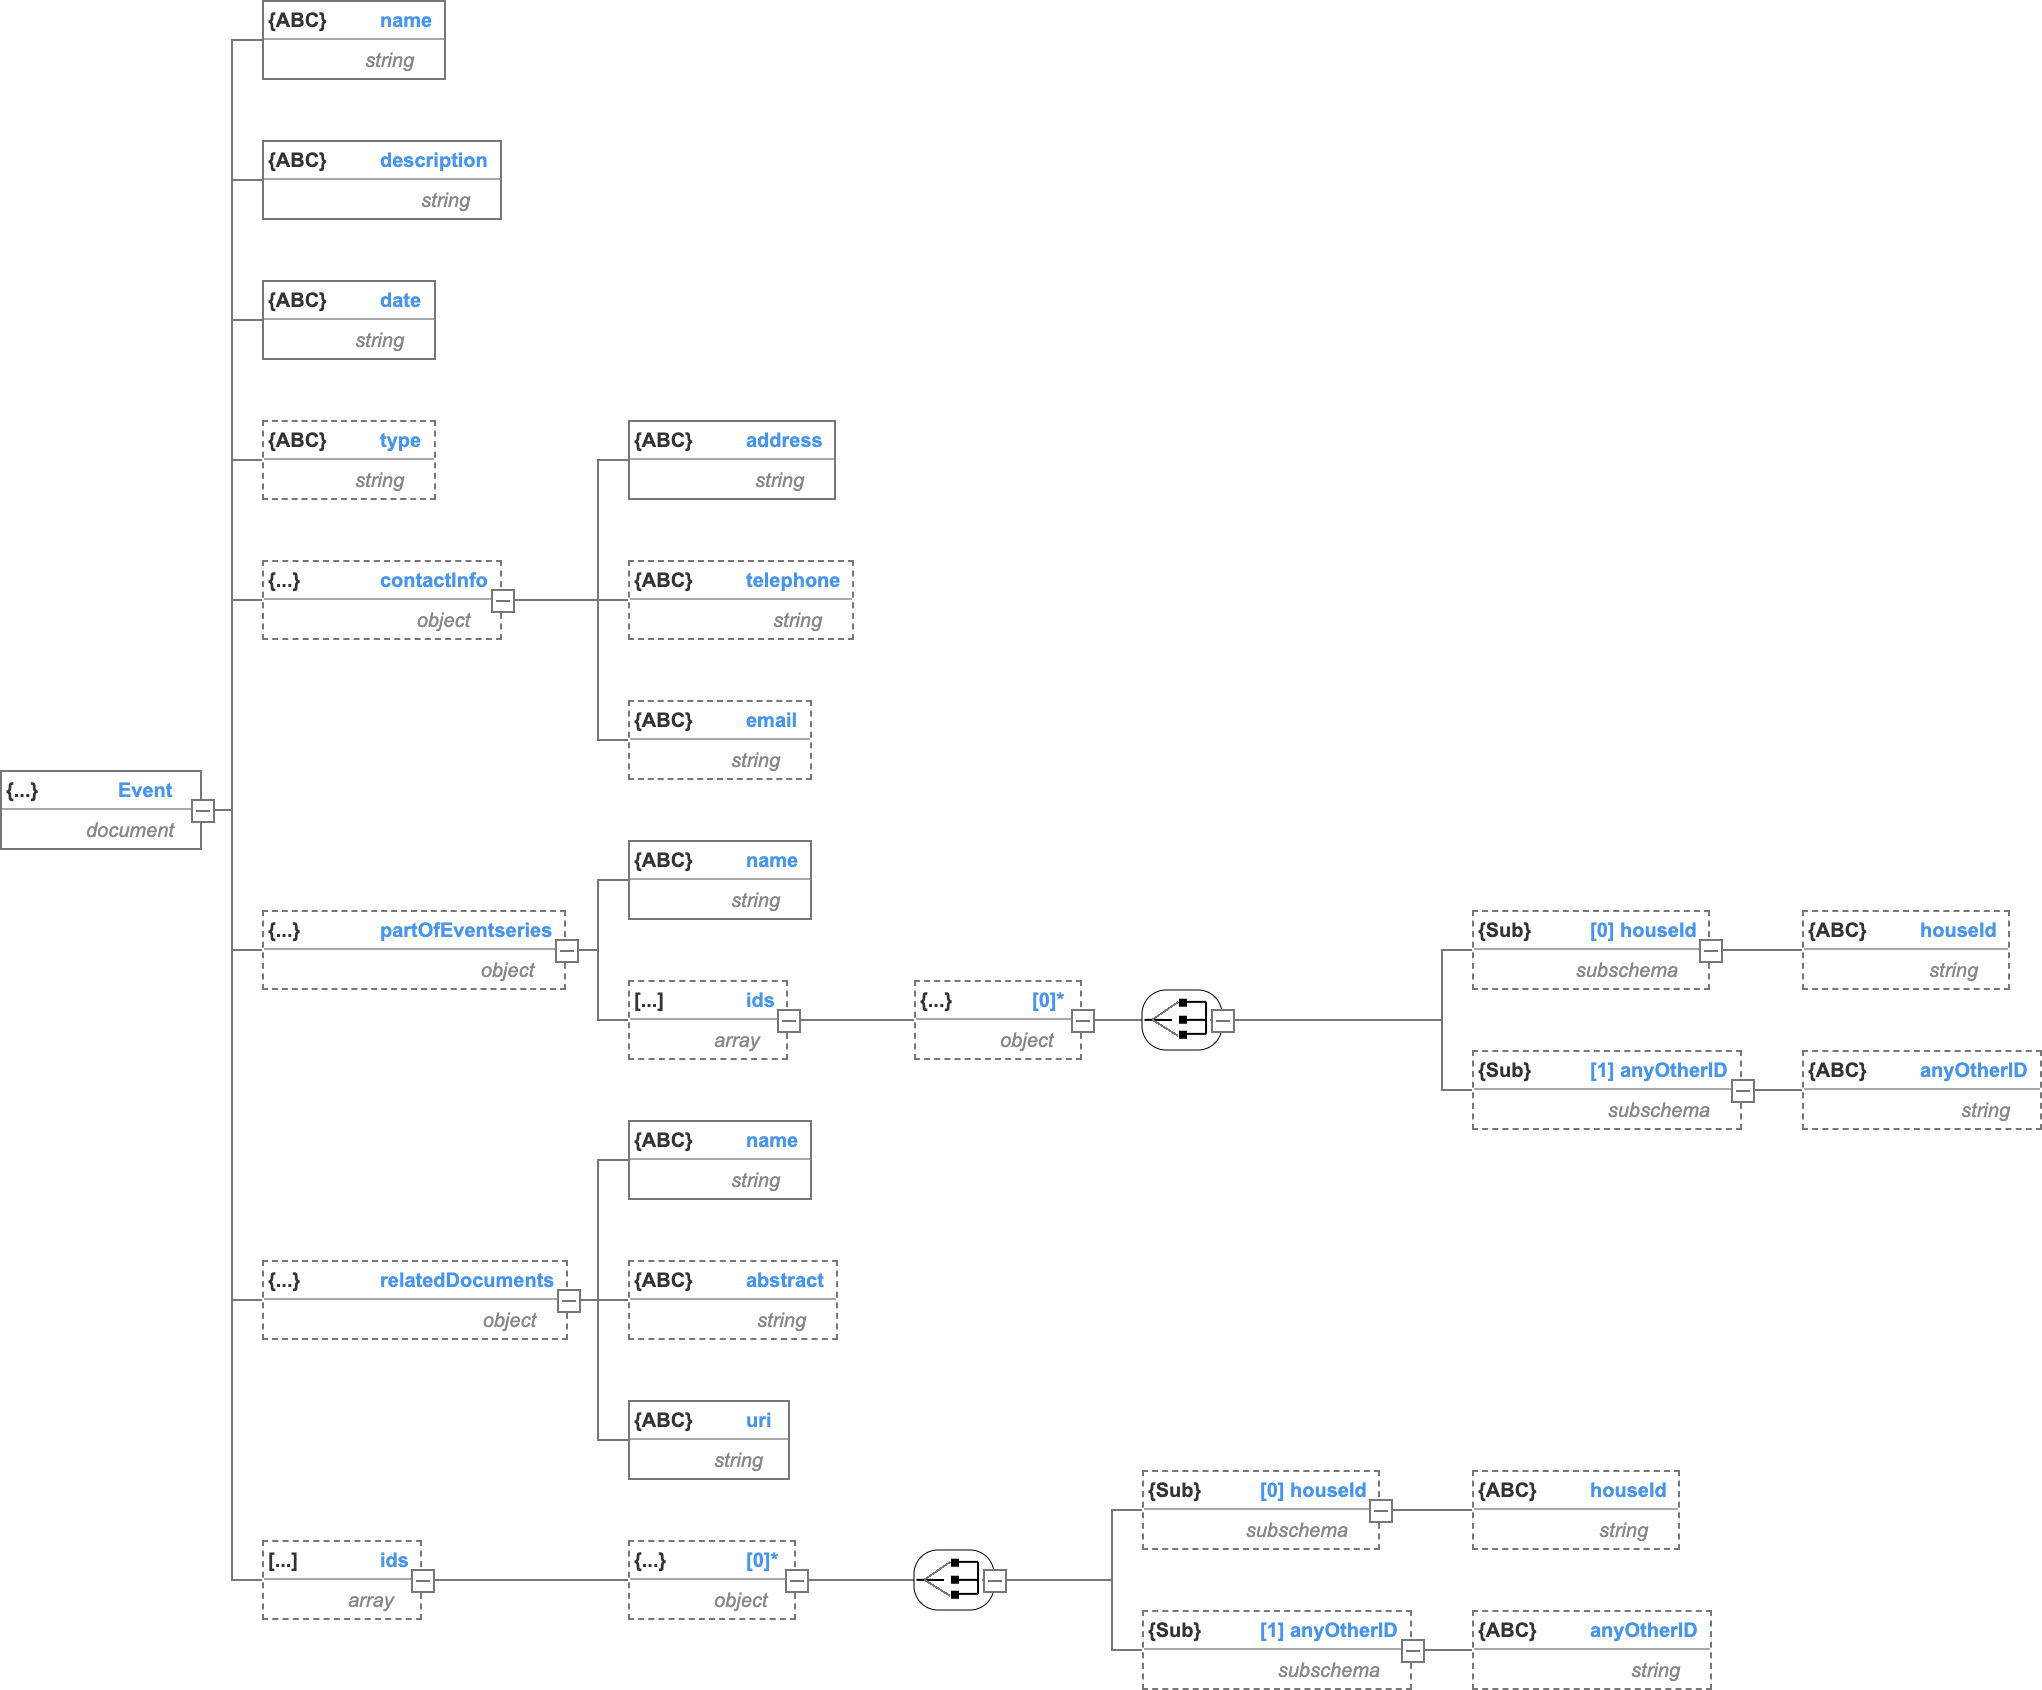 {ABC} name
string
{ABC} description
string
{ABC} date
string
{ABC} type
string
{ABC} address
string
{...} contactInfo
object
{ABC} telephone
string
{ABC} email
string
{...} Event
document
{ABC} name
string
{...} partOfEventseries
object
[...] ids
array
{...} [0]*
object
{Sub} [0] houseId
subschema
{ABC} houseId
string
{Sub} [1] anyOtherID
subschema
{ABC} anyOtherID
string
{ABC} name
string
{...} relatedDocuments
object
{ABC} abstract
string
{ABC} uri
string
[...] ids
array
{...} [0]*
object
{Sub} [0] houseId
subschema
{ABC} houseId
string
{Sub} [1] anyOtherID
subschema
{ABC} anyOtherID
string